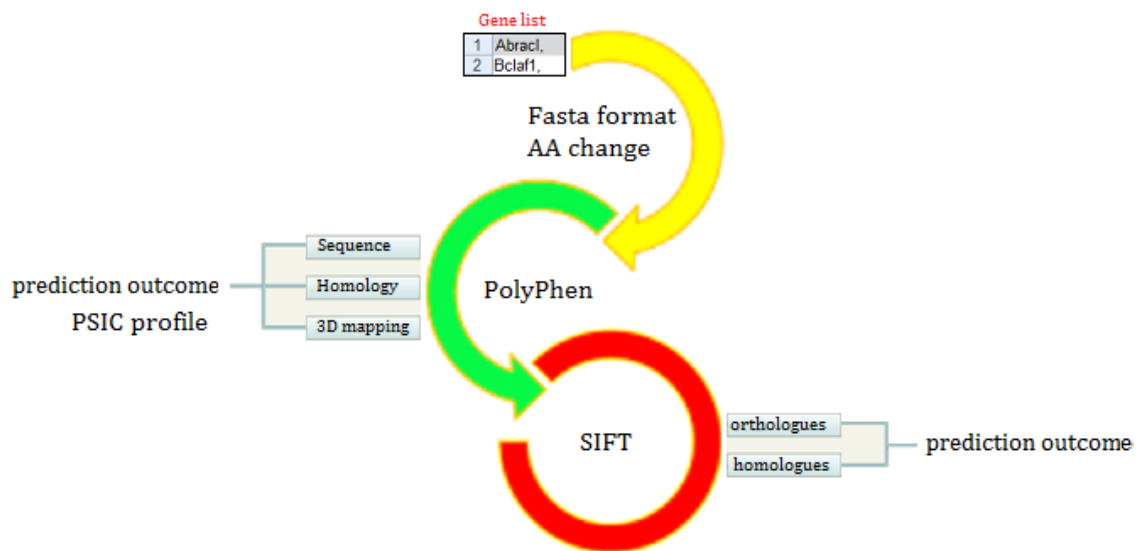 Gene list
1 Abracl,
2 Bclaf1,
Fasta format
AA change
Sequence
Homology
3D mapping
prediction outcome
PSIC profile
PolyPhen
SIFT
orthologues
homologues
prediction outcome